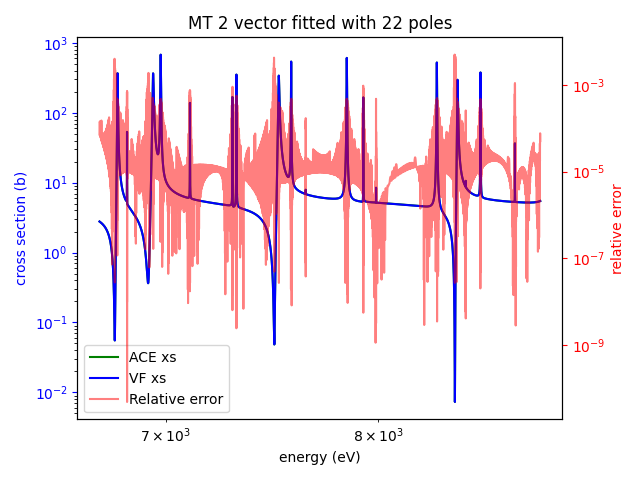 MT 2 vector fitted with 22 poles
10³
10²
10¹
10⁰
10⁻¹
10⁻²
cross section (b)
10⁻³
10⁻⁵
10⁻⁷
10⁻⁹
relative error
ACE xs
VF xs
Relative error
7 × 10³
8 × 10³
energy (eV)